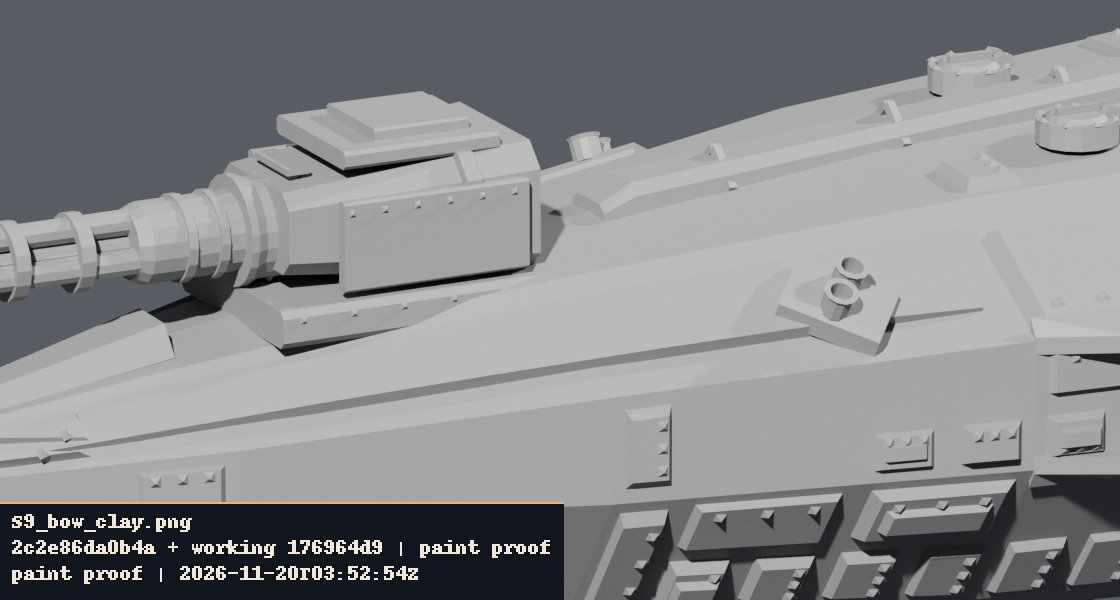 s9_bow_clay.png
2c2e86da0b4a + working 176964d9 | paint proof
paint proof | 2026-11-20T03:52:54Z